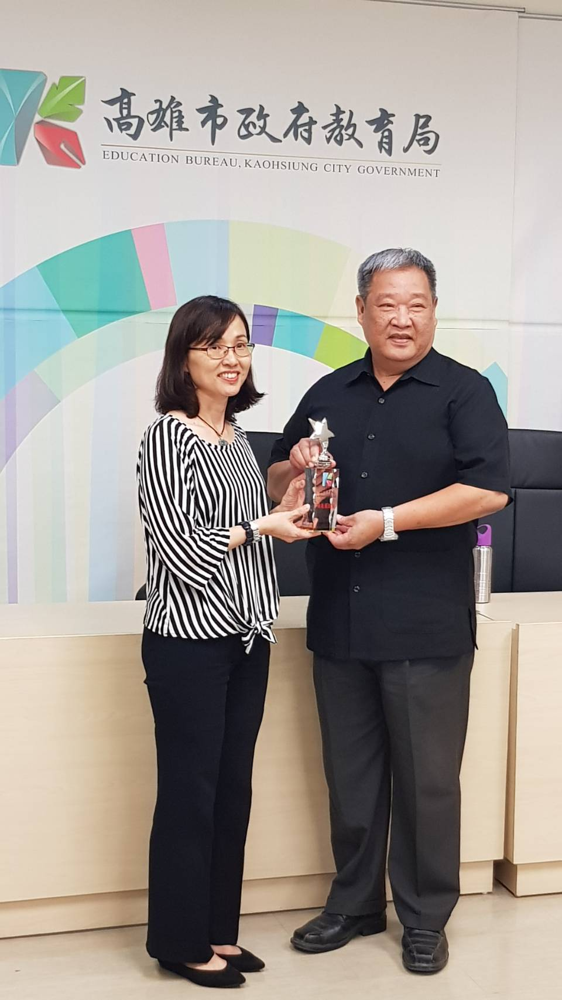 高雄市政府教育局
EDUCATION BUREAU, KAOHSIUNG CITY GOVERNMENT